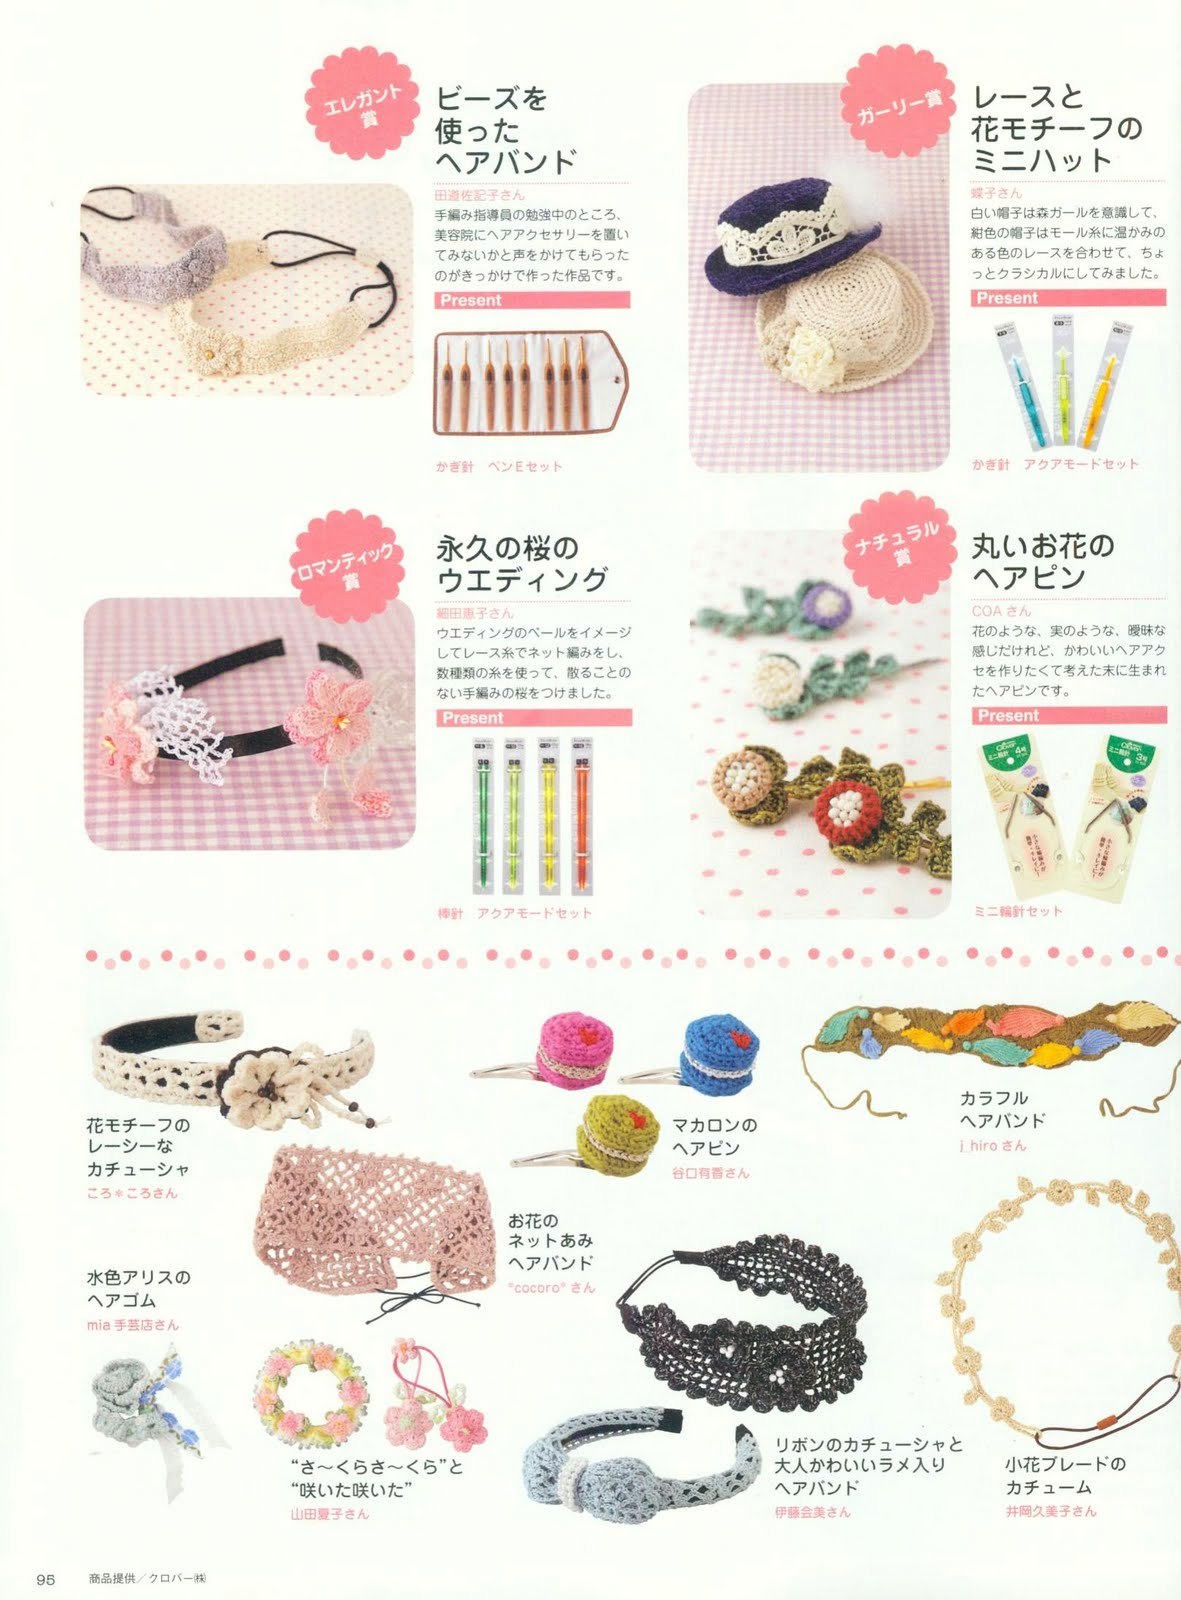 エレガント
賞
ビーズを
使った
ヘアバンド
田道佐記子さん
手編み指導員の勉強中のところ、
美容院にヘアアクセサリーを置い
てみないかと声をかけてもらった
のがきっかけで作った作品です。
Present
かぎ針　ペンEセット
ガーリー賞
レースと
花モチーフの
ミニハット
蝶子さん
白い帽子は森ガールを意識して、
紺色の帽子はモール糸に温かみの
ある色のレースを合わせて、ちょ
っとクラシカルにしてみました。
Present
かぎ針　アクアモードセット
ロマンティック
賞
永久の桜の
ウエディング
細田恵子さん
ウエディングのベールをイメージ
してレース糸でネット編みをし、
数種類の糸を使って、散ることの
ない手編みの桜をつけました。
Present
棒針　アクアモードセット
ナチュラル
賞
丸いお花の
ヘアピン
COAさん
花のような、実のような、曖昧な
感じだけれど、かわいいヘアアク
セを作りたくて考えた末に生まれ
たヘアピンです。
Present
Clover
ミニ輪針 4号
Clover
ミニ輪針 3号
ミニ輪針セット
花モチーフの
レーシーな
カチューシャ
ころ＊ころさん
マカロンの
ヘアピン
谷口有香さん
カラフル
ヘアバンド
j_hiroさん
お花の
ネットあみ
ヘアバンド
*cocoro*さん
水色アリスの
ヘアゴム
mia手芸店さん
“さ～くらさ～くら”と
“咲いた咲いた”
山田夏子さん
リボンのカチューシャと
大人かわいいラメ入り
ヘアバンド
伊藤会美さん
小花ブレードの
カチューム
井岡久美子さん
95
商品提供／クロバー㈱